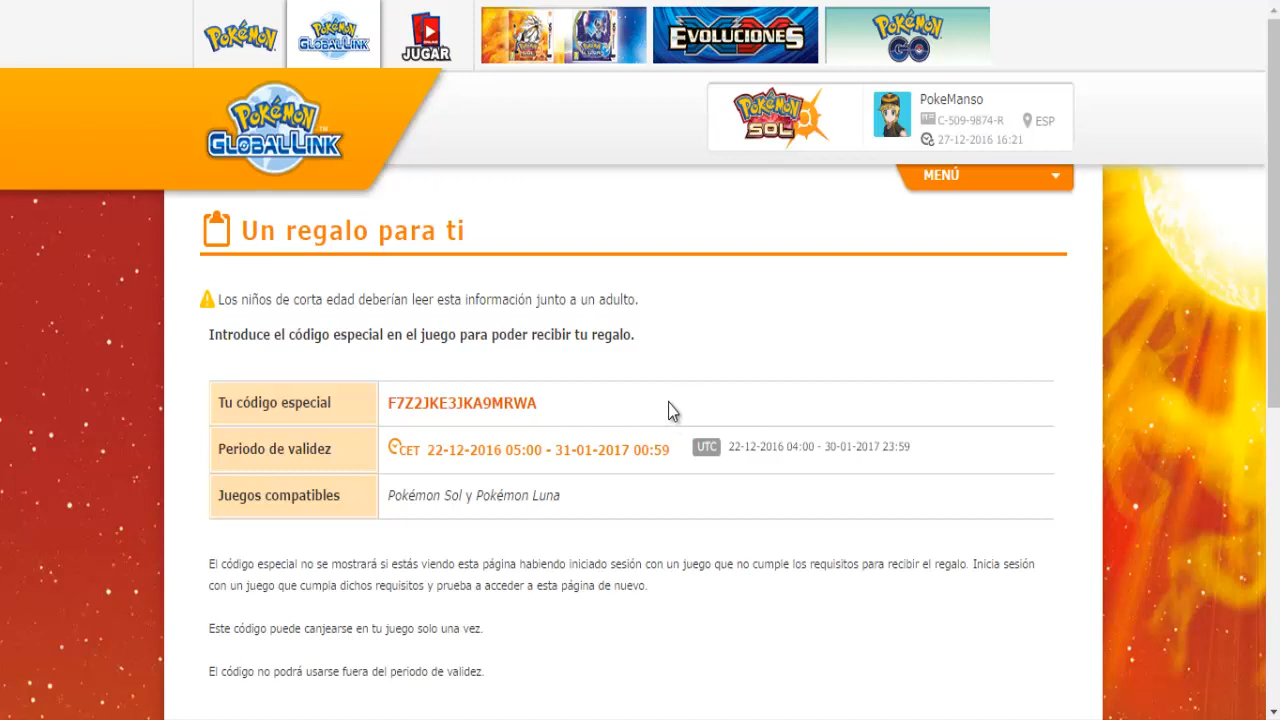 Pokémon
Pokémon GLOBAL LINK
ONLINE
JUGAR
EVOLUCIONES
Pokémon GO
Pokémon GLOBAL LINK
Pokémon SOL
PokeManso
C-509-9874-R ESP
27-12-2016 16:21
MENÚ
Un regalo para ti
Los niños de corta edad deberían leer esta información junto a un adulto.
Introduce el código especial en el juego para poder recibir tu regalo.
Tu código especial F7Z2JKE3JKA9MRWA
Periodo de validez CET 22-12-2016 05:00 - 31-01-2017 00:59 UTC 22-12-2016 04:00 - 30-01-2017 23:59
Juegos compatibles Pokémon Sol y Pokémon Luna
El código especial no se mostrará si estás viendo esta página habiendo iniciado sesión con un juego que no cumple los requisitos para recibir el regalo. Inicia sesión
con un juego que cumpla dichos requisitos y prueba a acceder a esta página de nuevo.
Este código puede canjearse en tu juego solo una vez.
El código no podrá usarse fuera del periodo de validez.